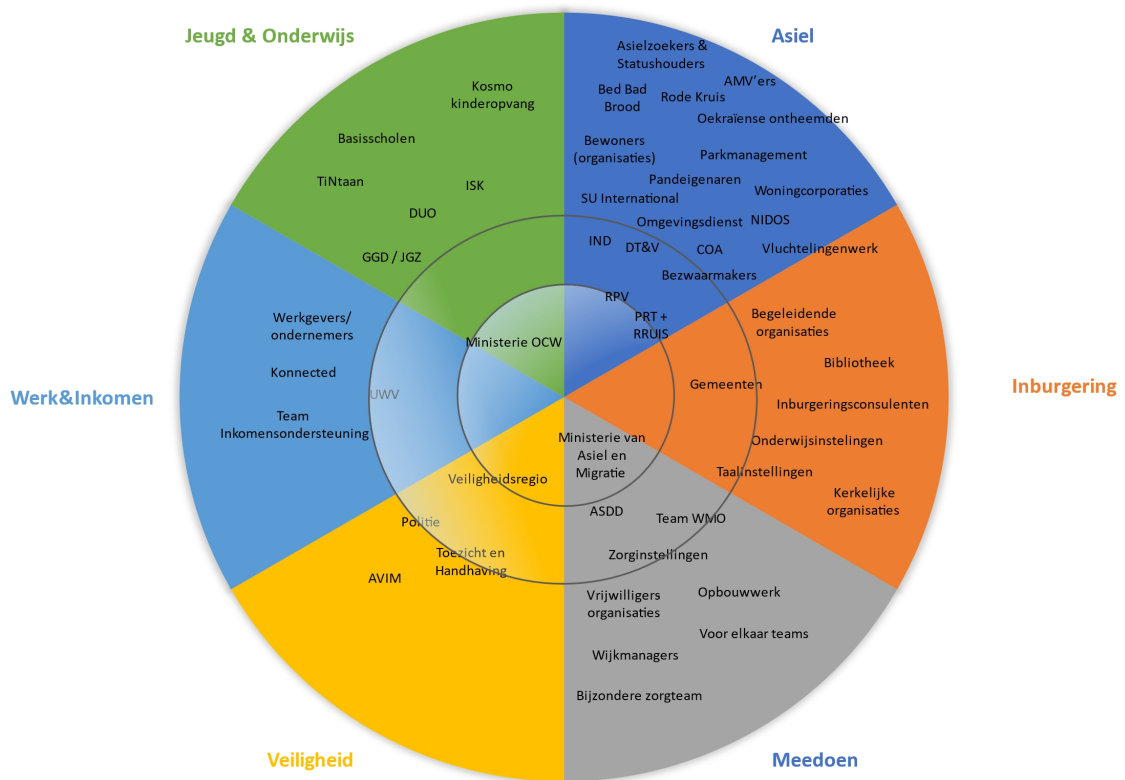 Jeugd & Onderwijs
Kosmo
kinderopvang
Basisscholen
TiNtaan
ISK
DUO
GGD / JGZ
Ministerie OCW
Asiel
Asielzoekers &
Statushouders
AMV'ers
Bed Bad
Brood
Rode Kruis
Oekraïense ontheemden
Bewoners
(organisaties)
Parkmanagement
Pandeigenaren
Woningcorporaties
SU International
Omgevingsdienst
NIDOS
IND
DT&V
COA
Vluchtelingenwerk
Bezwaarmakers
RPV
PRT +
RRUIS
Inburgering
Begeleidende
organisaties
Bibliotheek
Gemeenten
Inburgeringsconsulenten
Onderwijsinstelingen
Taalinstellingen
Kerkelijke
organisaties
Werk&Inkomen
Werkgevers/
ondernemers
Konnected
UWV
Team
Inkomensondersteuning
Veiligheidsregio
Politie
Toezicht en
Handhaving
AVIM
Veiligheid
Ministerie van
Asiel en
Migratie
ASDD
Team WMO
Zorginstellingen
Vrijwilligers
organisaties
Opbouwwerk
Voor elkaar teams
Wijkmanagers
Bijzondere zorgteam
Meedoen